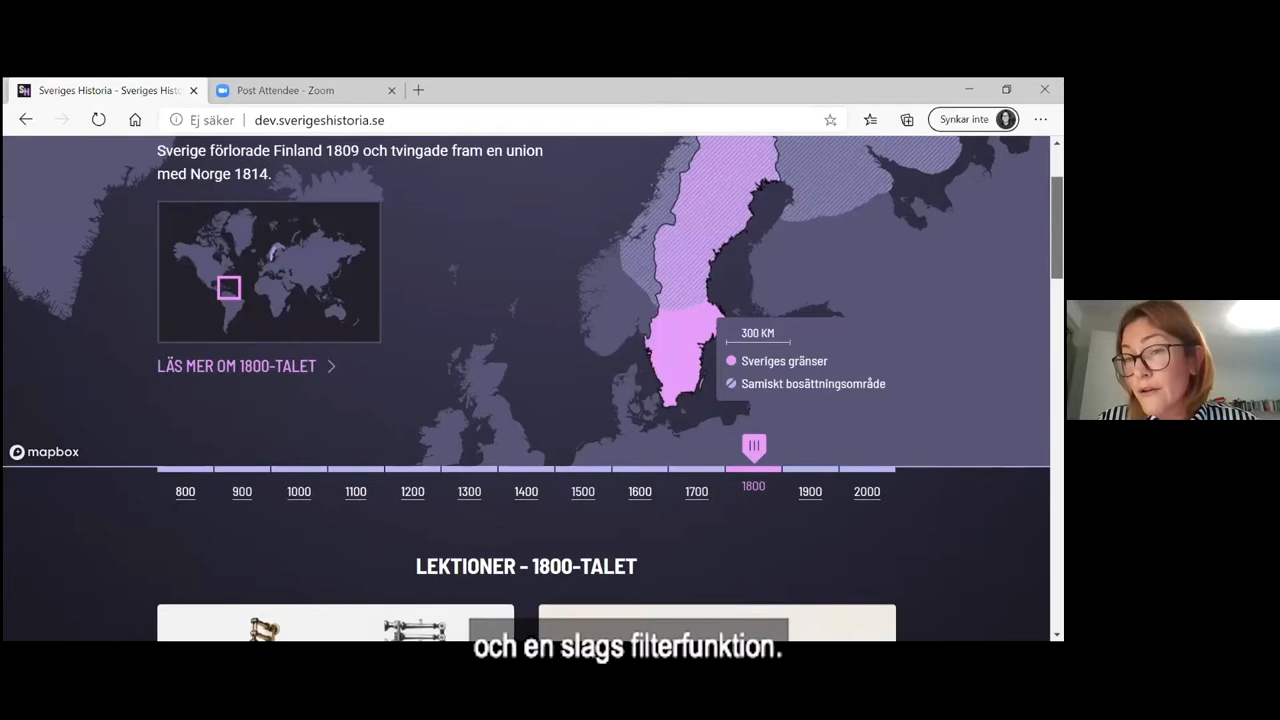 Sveriges Historia - Sveriges Histo
Post Attendee - Zoom
Ej säker
dev.sverigeshistoria.se
Synkar inte
Sverige förlorade Finland 1809 och tvingade fram en union
med Norge 1814.
LÄS MER OM 1800-TALET
300 KM
Sveriges gränser
Samiskt bosättningsområde
mapbox
800 900 1000 1100 1200 1300 1400 1500 1600 1700 1800 1900 2000
LEKTIONER - 1800-TALET
och en slags filterfunktion.